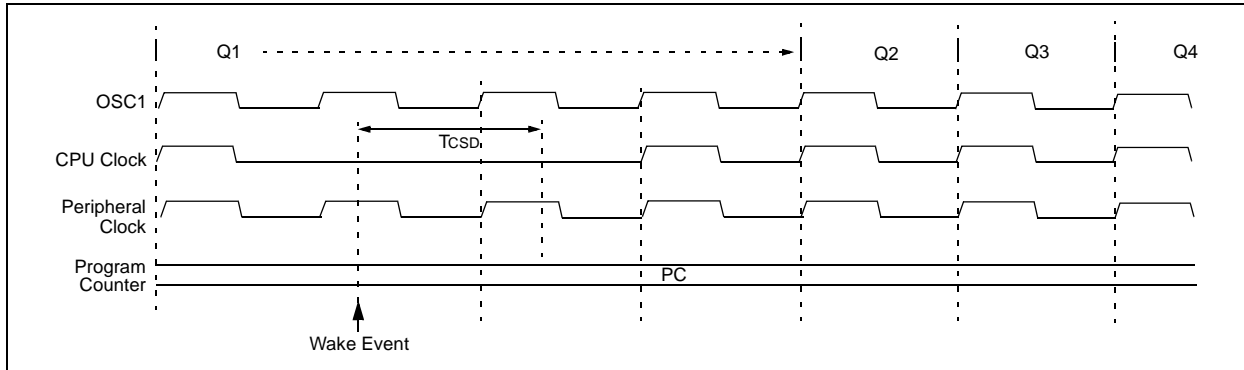 Q1 Q2 Q3 Q4
OSC1
TCSD
CPU Clock
Peripheral
Clock
Program
Counter
PC
Wake Event